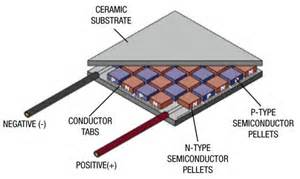 CERAMIC
SUBSTRATE
NEGATIVE (-)
CONDUCTOR
TABS
POSITIVE(+)
N-TYPE
SEMICONDUCTOR
PELLETS
P-TYPE
SEMICONDUCTOR
PELLETS